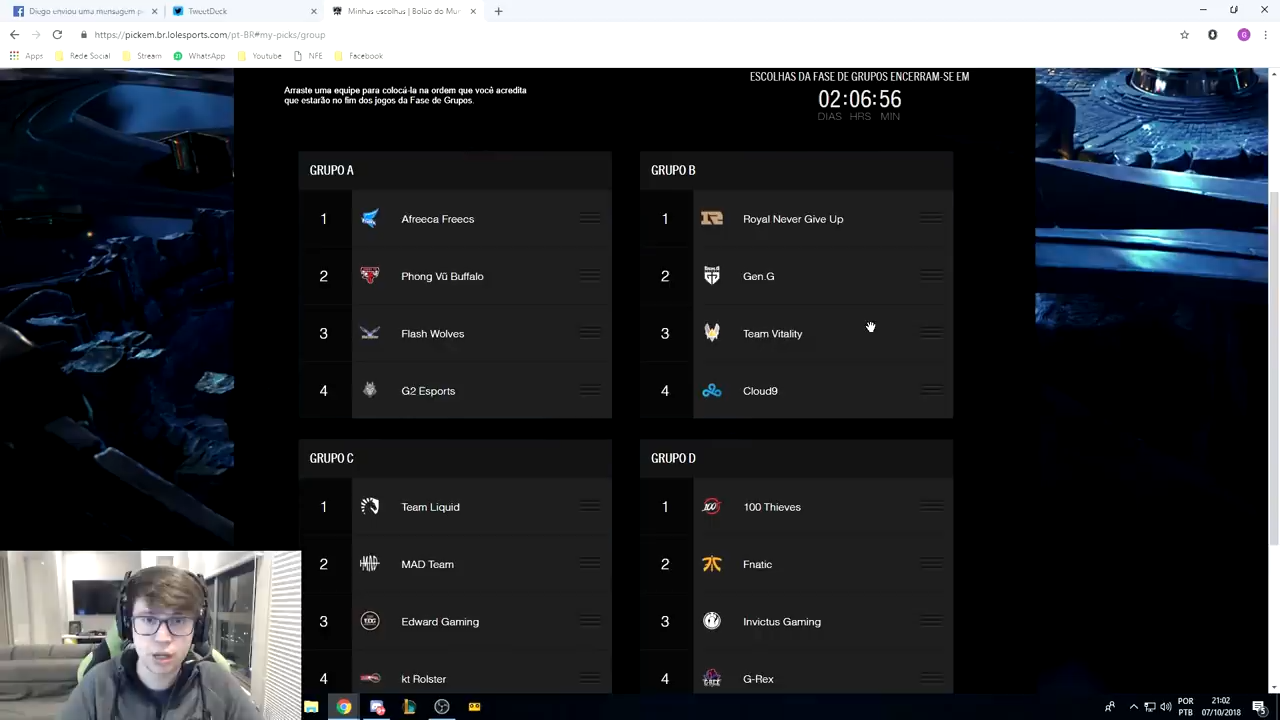 Diego enviou uma mensagem p
TweetDeck
Minhas escolhas | Bolão do Mu
https://pickem.br.lolesports.com/pt-BR#my-picks/group
G
Apps
Rede Social
Stream
WhatsApp
Youtube
NFE
Facebook
Arraste uma equipe para colocá-la na ordem que você acredita
que estarão no fim dos jogos da Fase de Grupos.
ESCOLHAS DA FASE DE GRUPOS ENCERRAM-SE EM
02:06:56
DIAS HRS MIN
GRUPO A
1 Afreeca Freecs
2 Phong Vũ Buffalo
3 Flash Wolves
4 G2 Esports
GRUPO B
1 Royal Never Give Up
2 Gen.G
3 Team Vitality
4 Cloud9
GRUPO C
1 Team Liquid
2 MAD Team
3 Edward Gaming
4 kt Rolster
GRUPO D
1 100 Thieves
2 Fnatic
3 Invictus Gaming
4 G-Rex
POR
PTB
21:02
07/10/2018